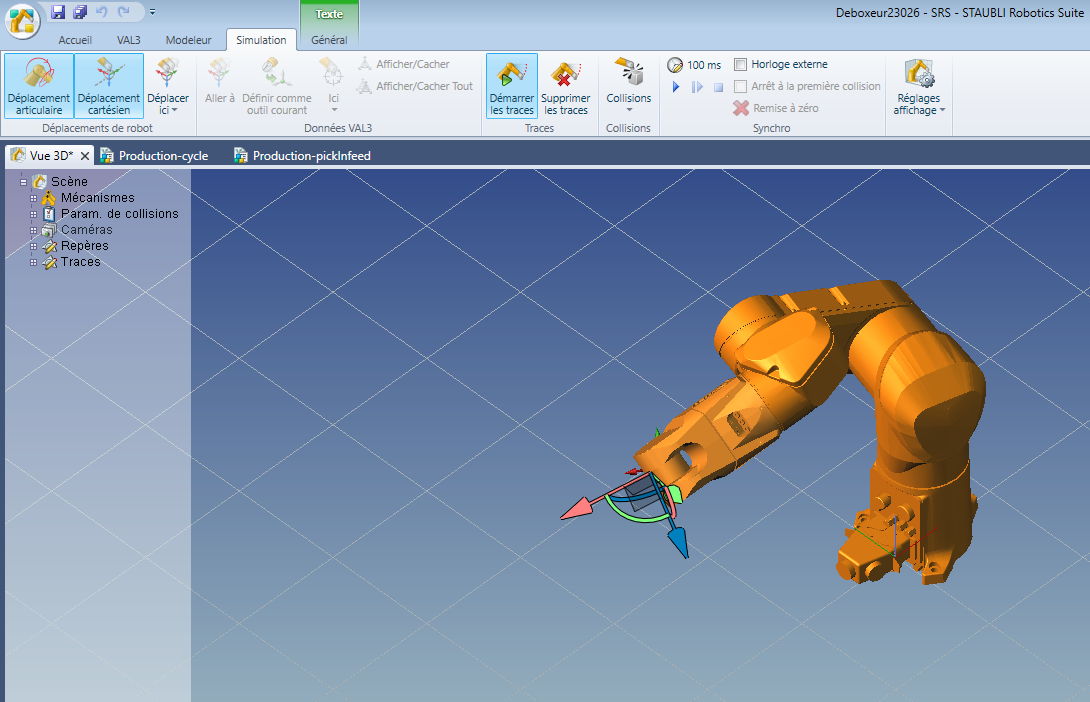 Texte
Deboxeur23026 - SRS - STAUBLI Robotics Suite
Accueil
VAL3
Modeleur
Simulation
Général
Déplacement articulaire
Déplacement cartésien
Déplacer ici
Déplacements de robot
Aller à
Définir comme outil courant
Ici
Afficher/Cacher
Afficher/Cacher Tout
Données VAL3
Démarrer les traces
Supprimer les traces
Traces
Collisions
Collisions
100 ms
Horloge externe
Arrêt à la première collision
Remise à zéro
Synchro
Réglages affichage
Vue 3D*
Production-cycle
Production-pickInfeed
Scène
Mécanismes
Param. de collisions
Caméras
Repères
Traces